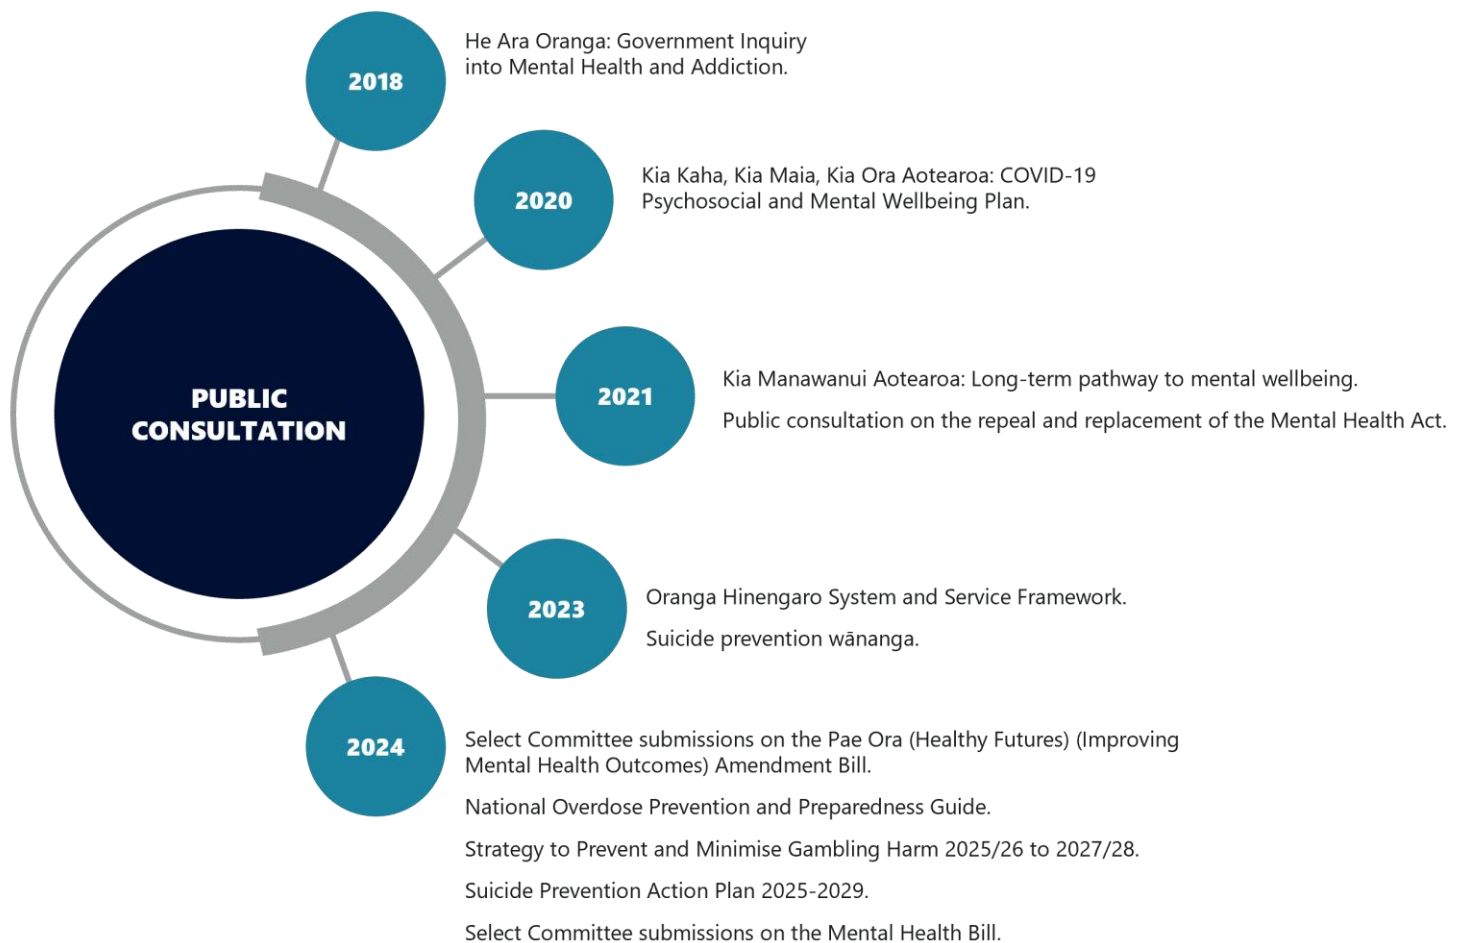 2018
He Ara Oranga: Government Inquiry
into Mental Health and Addiction.
2020
Kia Kaha, Kia Maia, Kia Ora Aotearoa: COVID-19
Psychosocial and Mental Wellbeing Plan.
PUBLIC
CONSULTATION
2021
Kia Manawanui Aotearoa: Long-term pathway to mental wellbeing.
Public consultation on the repeal and replacement of the Mental Health Act.
2023
Oranga Hinengaro System and Service Framework.
Suicide prevention wānanga.
2024
Select Committee submissions on the Pae Ora (Healthy Futures) (Improving
Mental Health Outcomes) Amendment Bill.
National Overdose Prevention and Preparedness Guide.
Strategy to Prevent and Minimise Gambling Harm 2025/26 to 2027/28.
Suicide Prevention Action Plan 2025-2029.
Select Committee submissions on the Mental Health Bill.